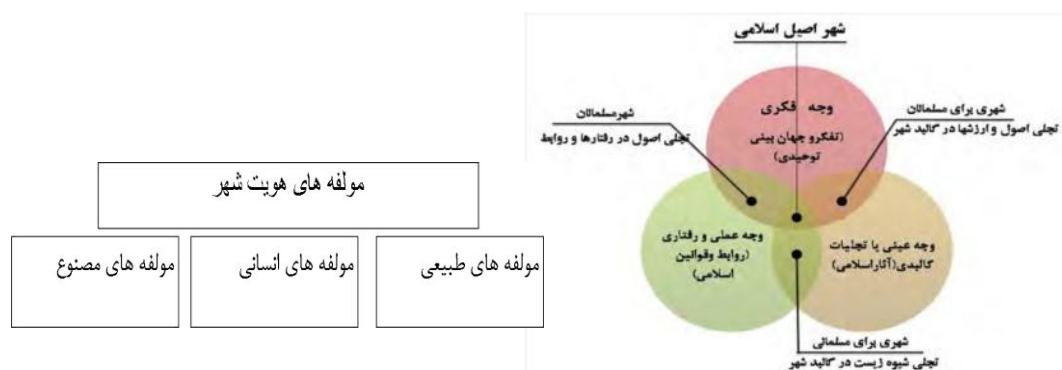 شهر اصیل اسلامی
وجه فکری
(تفکرو جهان بینی
توحیدی)
شهری برای مسلمانان
تجلی اصول و ارزشها در کالبد شهر
شهرمسلمانان
تجلی اصول در رفتارها و روابط
وجه عینی یا تجلیات
کالبدی(آثاراسلامی)
وجه عملی و رفتاری
(روابط وقوانین
اسلامی)
شهری برای مسلمانی
تجلی شیوه زیست در کالبد شهر
مولفه های هویت شهر
مولفه های طبیعی
مولفه های انسانی
مولفه های مصنوع